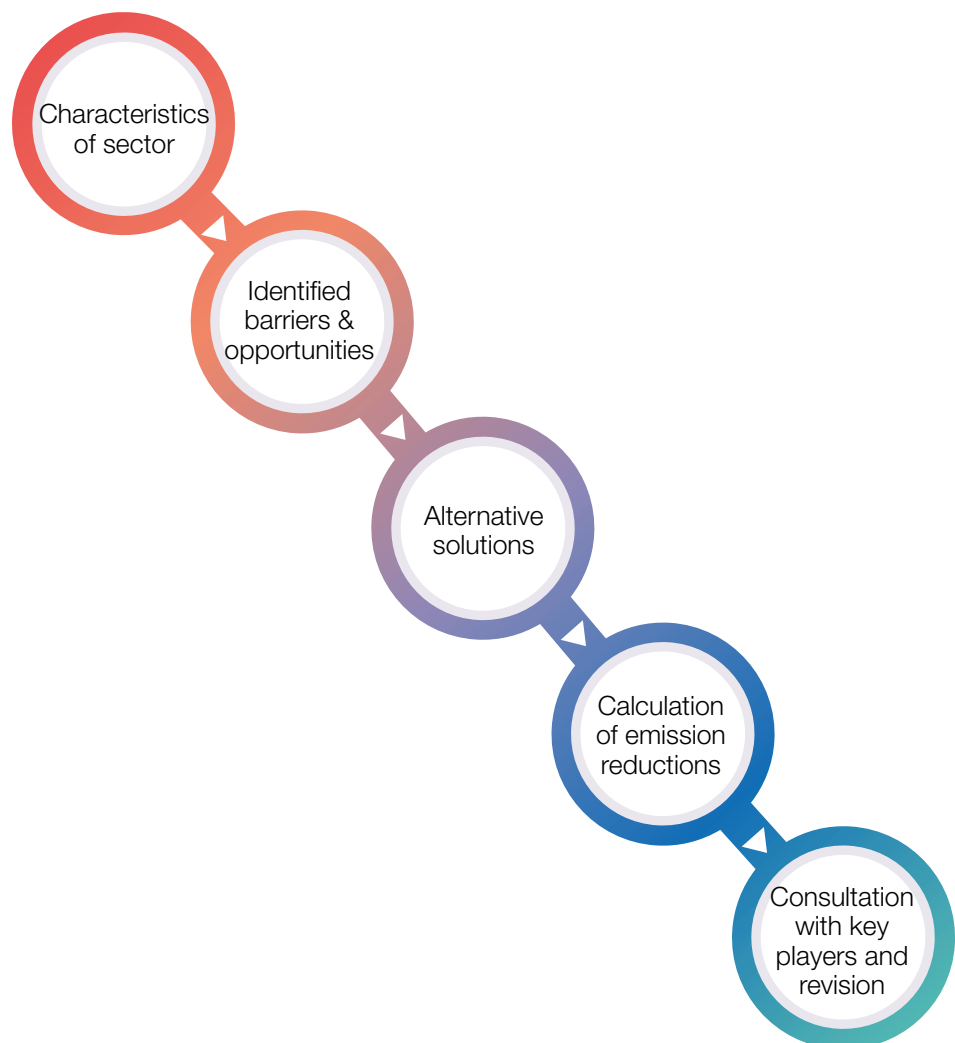 Characteristics
of sector
Identified
barriers &
opportunities
Alternative
solutions
Calculation
of emission
reductions
Consultation
with key
players and
revision